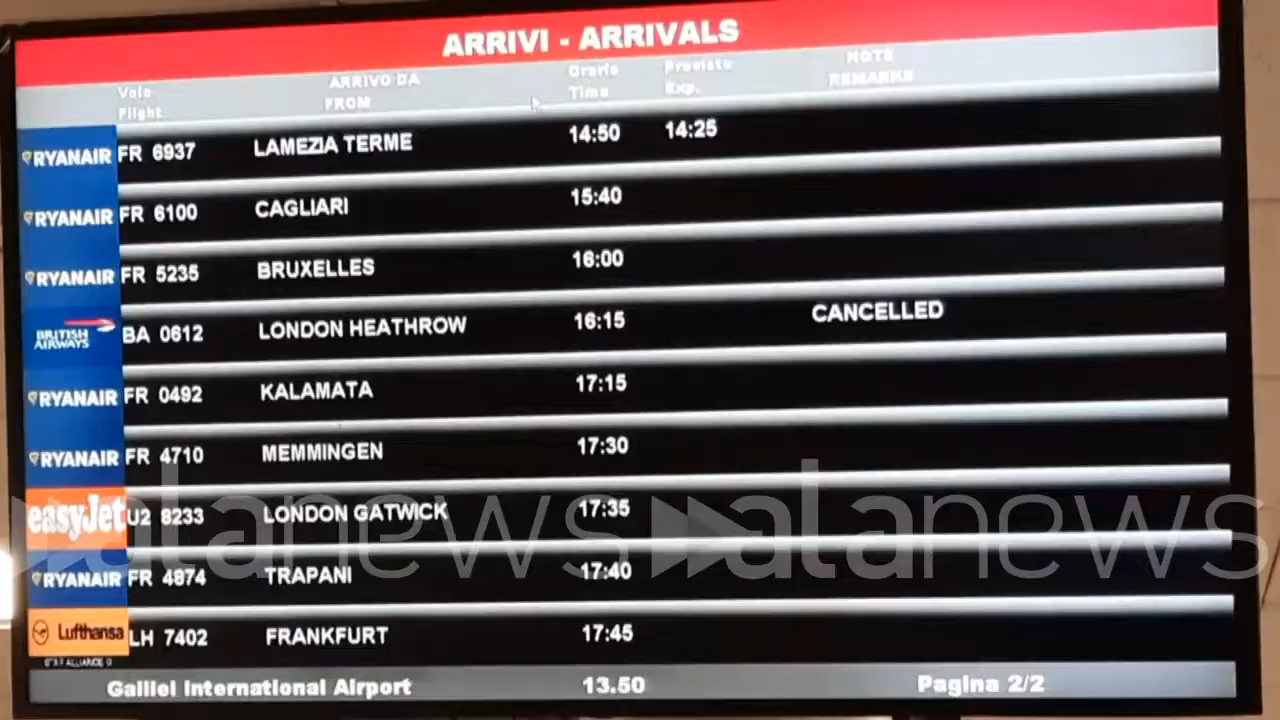 ARRIVI - ARRIVALS
Volo ARRIVO DA Orario Previsto NOTE
Flight FROM Time Exp. REMARKS
RYANAIR FR 6937 LAMEZIA TERME 14:50 14:25
RYANAIR FR 6100 CAGLIARI 15:40
RYANAIR FR 5235 BRUXELLES 16:00
BRITISH AIRWAYS BA 0612 LONDON HEATHROW 16:15 CANCELLED
RYANAIR FR 0492 KALAMATA 17:15
RYANAIR FR 4710 MEMMINGEN 17:30
easyJet U2 8233 LONDON GATWICK 17:35
alanews alanews
RYANAIR FR 4874 TRAPANI 17:40
Lufthansa LH 7402 FRANKFURT 17:45
Galilei International Airport 13.50 Pagina 2/2